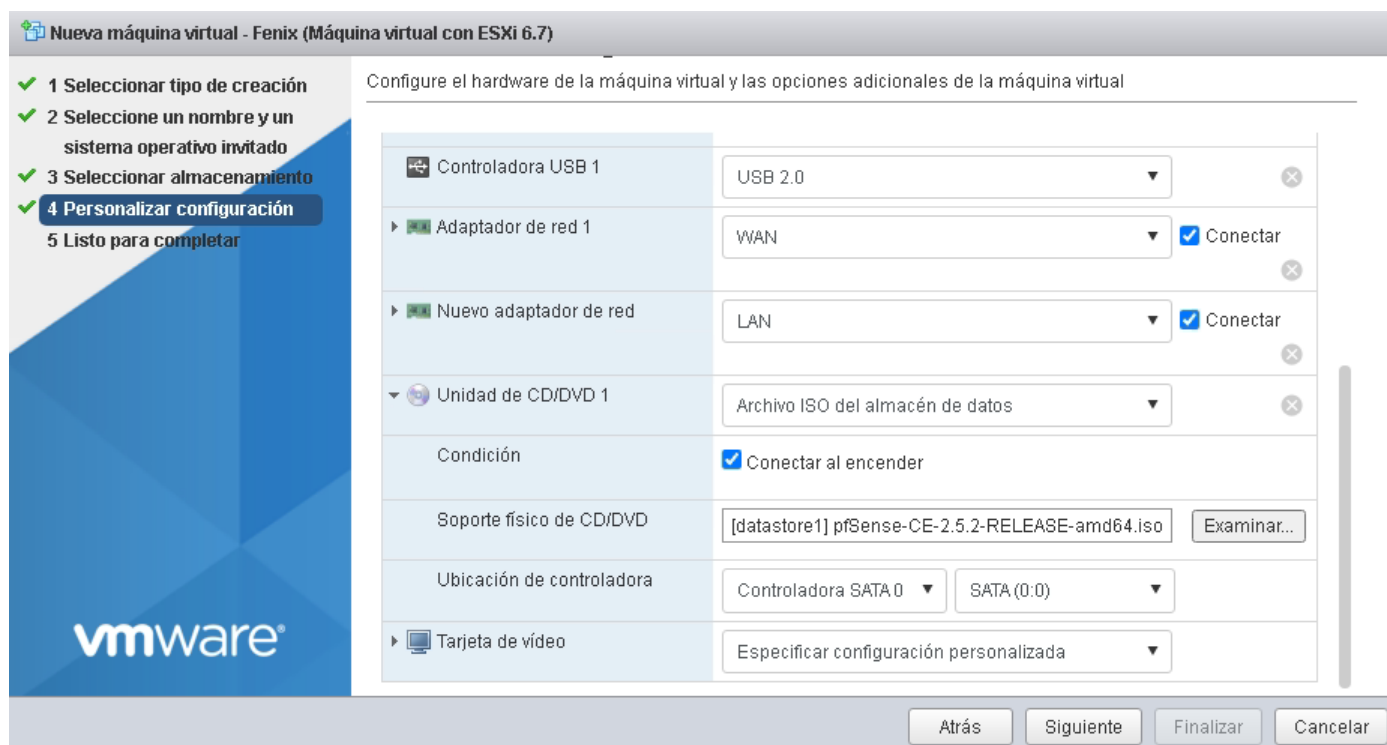 Nueva máquina virtual - Fenix (Máquina virtual con ESXi 6.7)
1 Seleccionar tipo de creación
2 Seleccione un nombre y un
sistema operativo invitado
3 Seleccionar almacenamiento
4 Personalizar configuración
5 Listo para completar
vmware®
Configure el hardware de la máquina virtual y las opciones adicionales de la máquina virtual
Controladora USB 1
USB 2.0
Adaptador de red 1
WAN
Conectar
Nuevo adaptador de red
LAN
Conectar
Unidad de CD/DVD 1
Archivo ISO del almacén de datos
Condición
Conectar al encender
Soporte físico de CD/DVD
[datastore1] pfSense-CE-2.5.2-RELEASE-amd64.iso
Examinar...
Ubicación de controladora
Controladora SATA 0
SATA (0:0)
Tarjeta de vídeo
Especificar configuración personalizada
Atrás
Siguiente
Finalizar
Cancelar